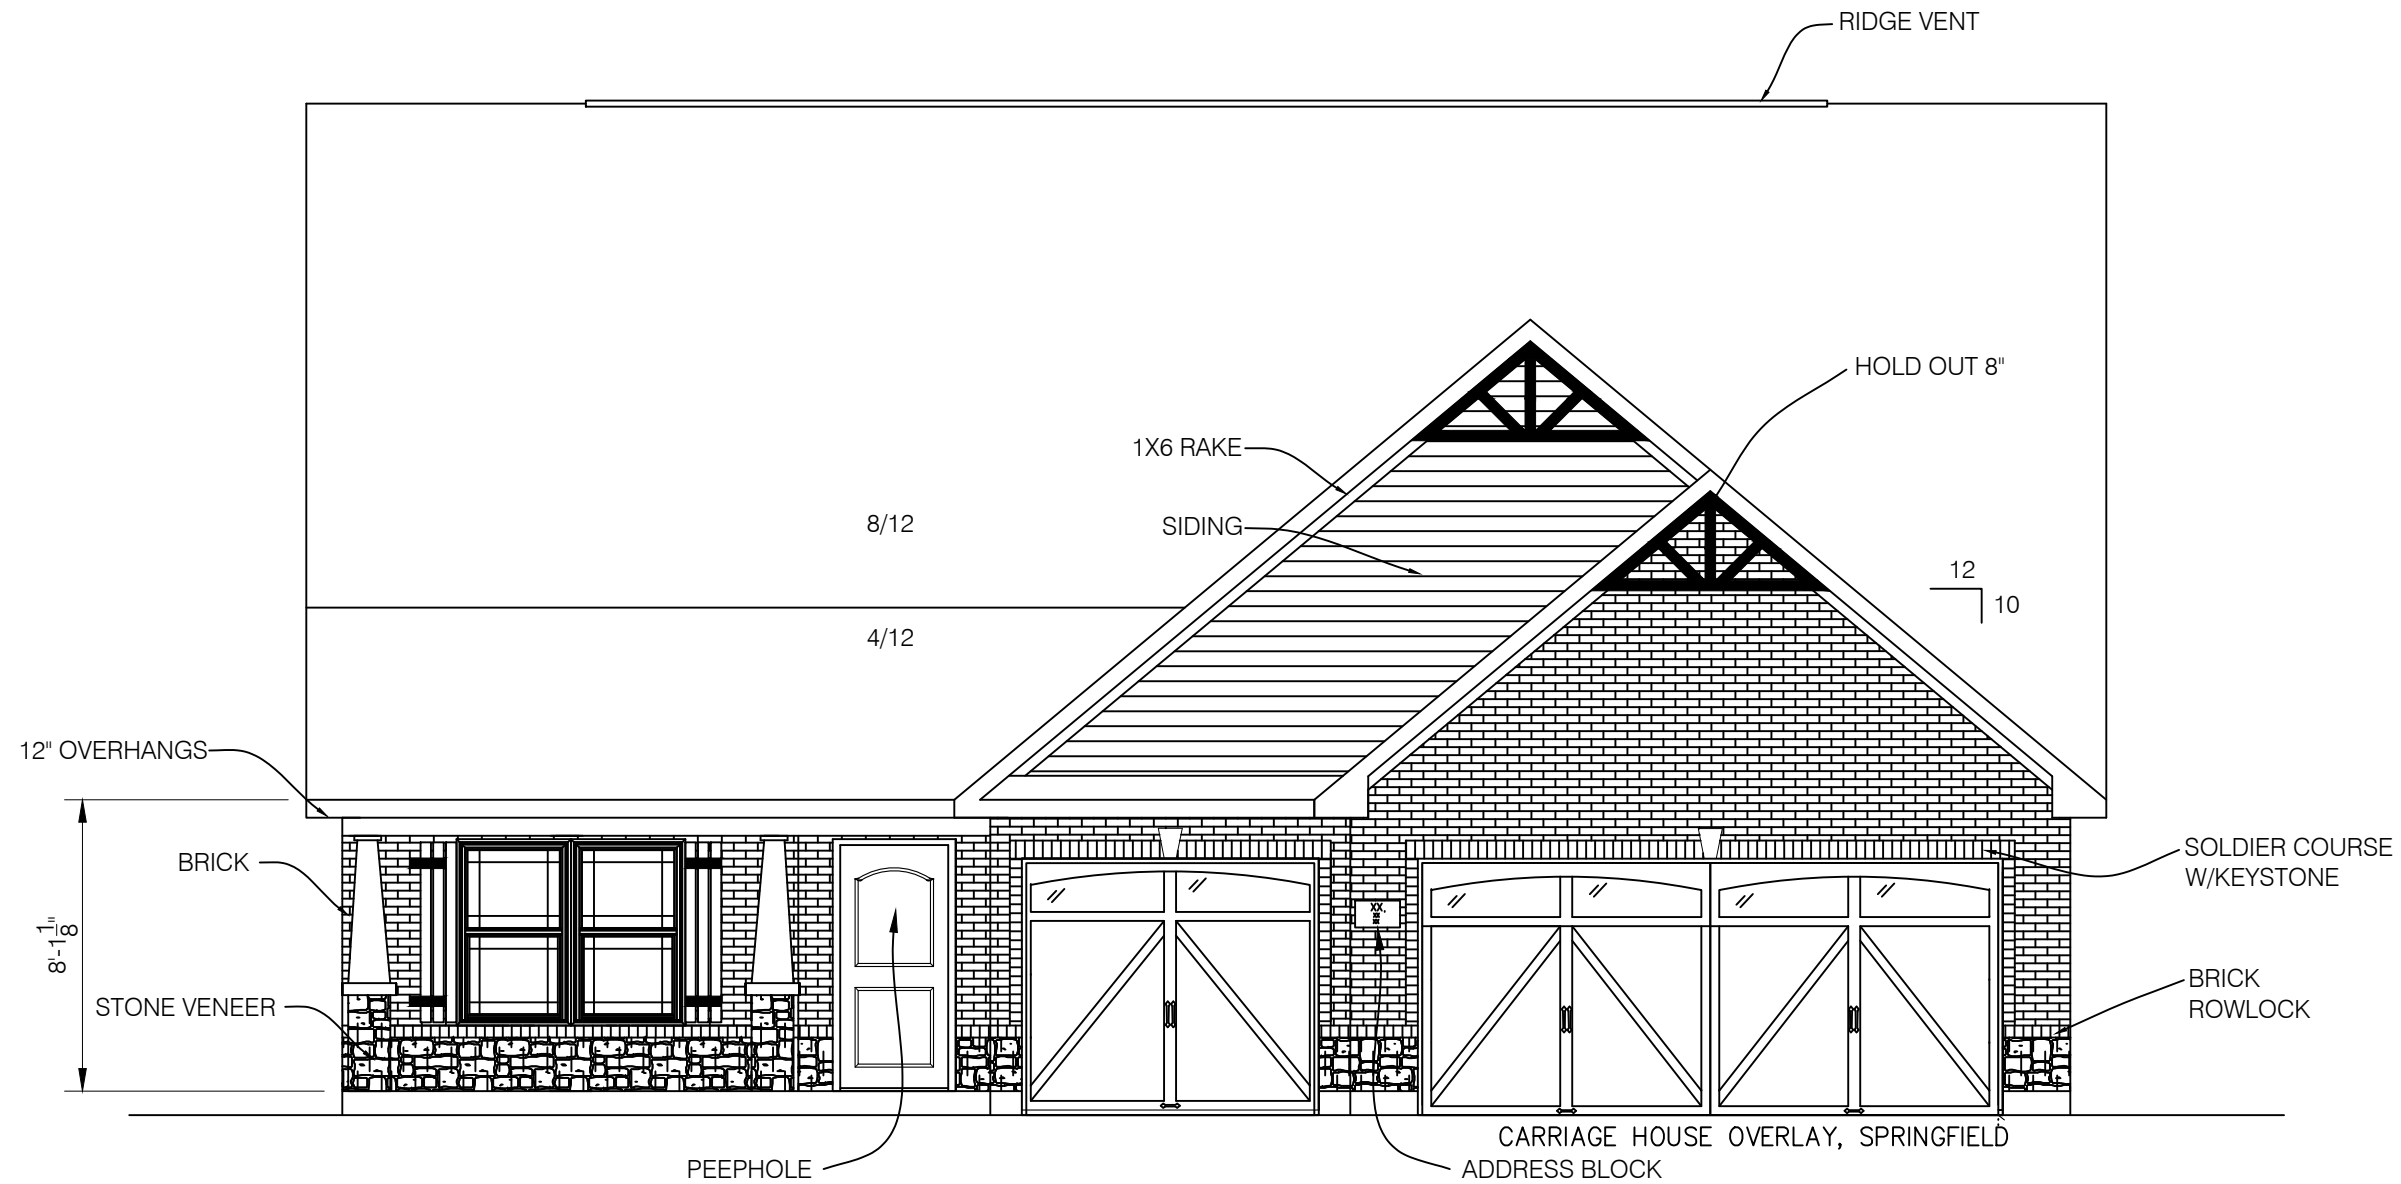 RIDGE VENT
HOLD OUT 8"
1X6 RAKE
8/12
SIDING
12
10
4/12
12" OVERHANGS
BRICK
SOLDIER COURSE
W/KEYSTONE
XX,
8'-1 1/8"
STONE VENEER
BRICK
ROWLOCK
CARRIAGE HOUSE OVERLAY, SPRINGFIELD
PEEPHOLE
ADDRESS BLOCK